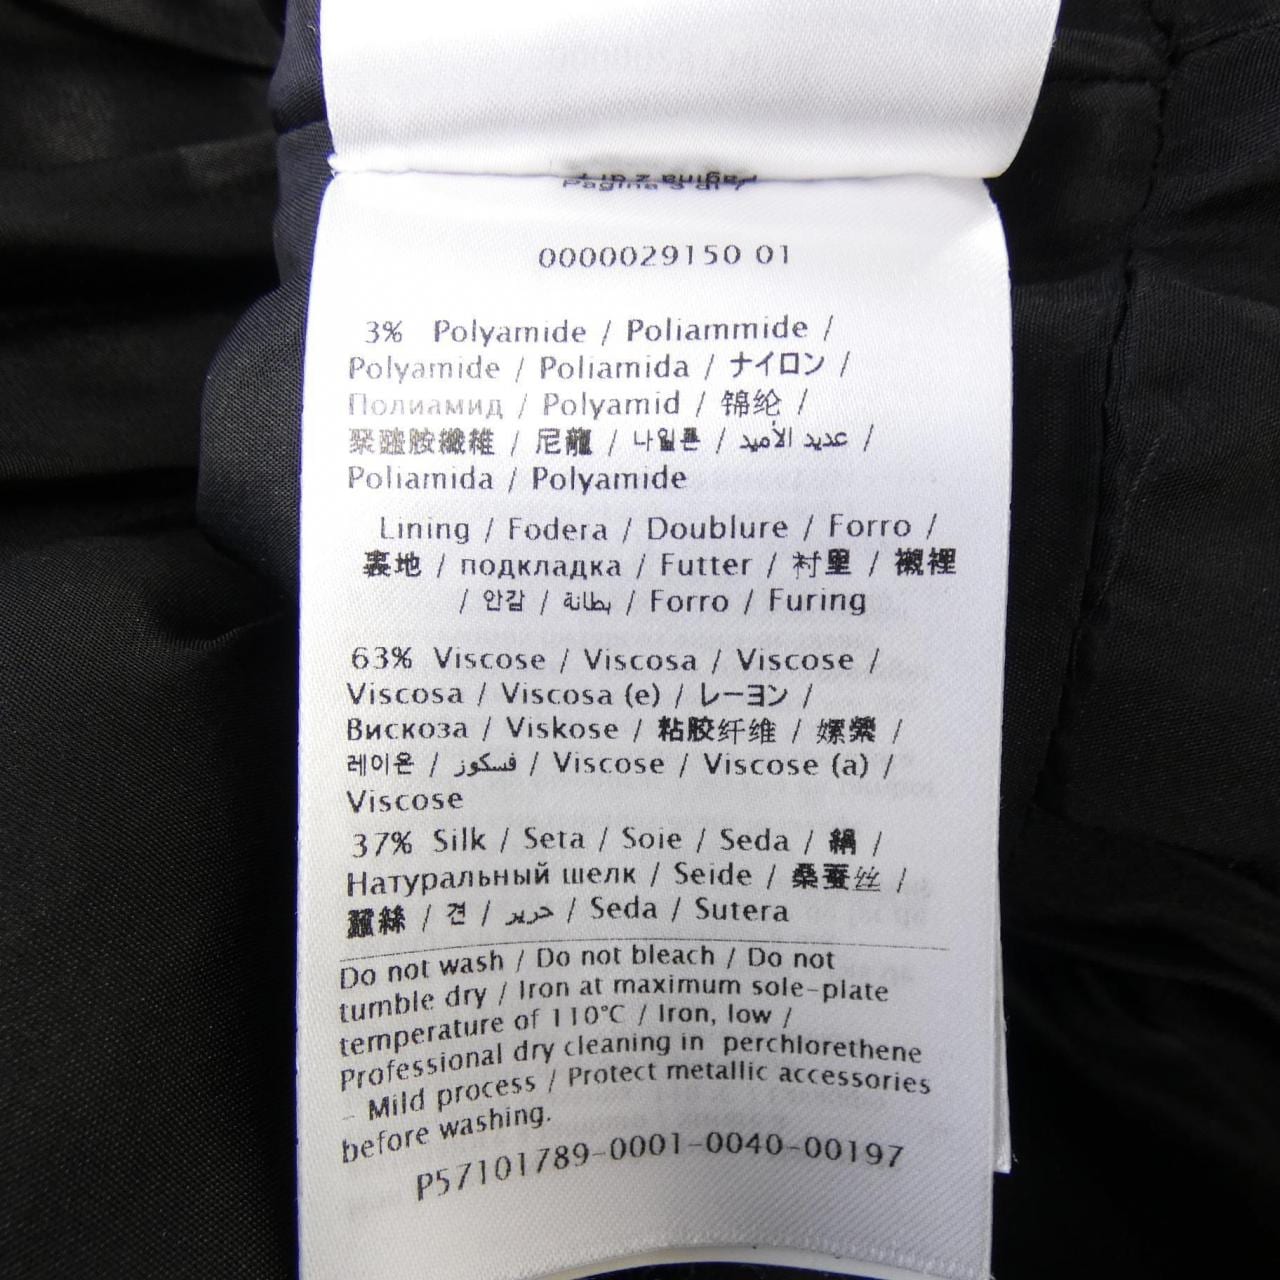 Pagina 3 di 7
0000029150 01
3% Polyamide / Poliammide /
Polyamide / Poliamida / ナイロン /
Полиамид / Polyamid / 锦纶 /
聚醯胺纖維 / 尼龍 / 나일론 / عديد الأميد /
Poliamida / Polyamide
Lining / Fodera / Doublure / Forro /
裏地 / подкладка / Futter / 衬里 / 襯裡
/ 안감 / بطانة / Forro / Furing
63% Viscose / Viscosa / Viscose /
Viscosa / Viscosa (e) / レーヨン /
Вискоза / Viskose / 粘胶纤维 / 嫘縈 /
레이온 / فسكوز / Viscose / Viscose (a) /
Viscose
37% Silk / Seta / Soie / Seda / 絹 /
Натуральный шелк / Seide / 桑蚕丝 /
蠶絲 / 견 / حرير / Seda / Sutera
Do not wash / Do not bleach / Do not
tumble dry / Iron at maximum sole-plate
temperature of 110°C / Iron, low /
Professional dry cleaning in perchlorethene
- Mild process / Protect metallic accessories
before washing.
P57101789-0001-0040-00197